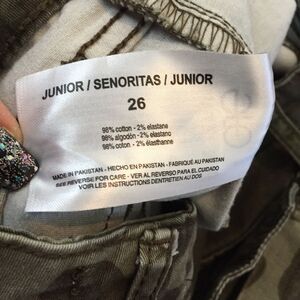 JUNIOR / SENORITAS / JUNIOR
26
98% cotton - 2% elastane
98% algodón - 2% elastano
98% coton - 2% élasthanne
MADE IN PAKISTAN - HECHO EN PAKISTAN - FABRIQUÉ AU PAKISTAN
SEE REVERSE FOR CARE - VER AL REVERSO PARA EL CUIDADO
VOIR LES INSTRUCTIONS D'ENTRETIEN AU DOS